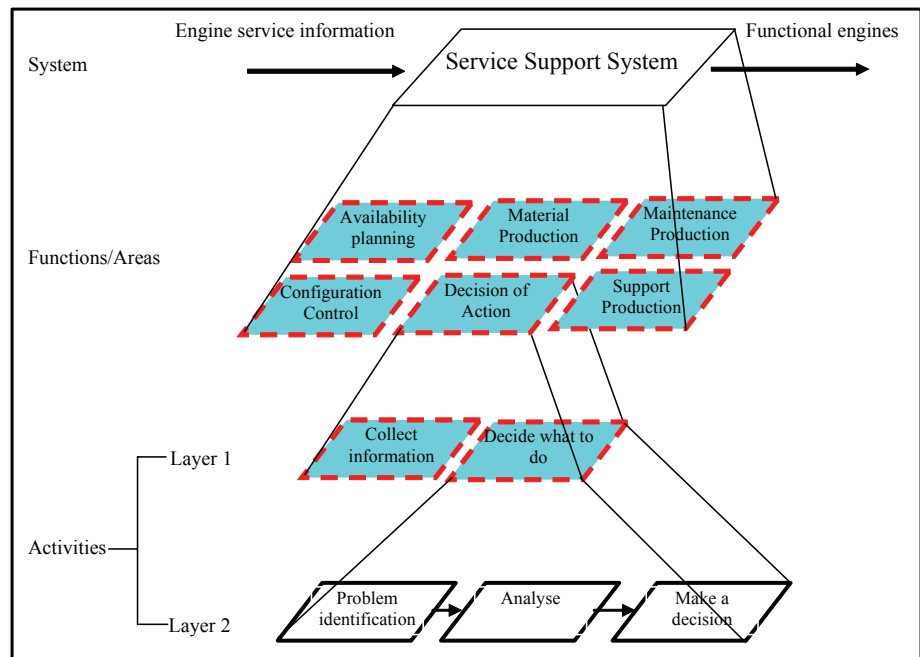 Engine service information
Functional engines
System
Service Support System
Availability
planning
Material
Production
Maintenance
Production
Functions/Areas
Configuration
Control
Decision of
Action
Support
Production
Collect
information
Decide what to
do
Layer 1
Activities
Layer 2
Problem
identification
Analyse
Make a
decision